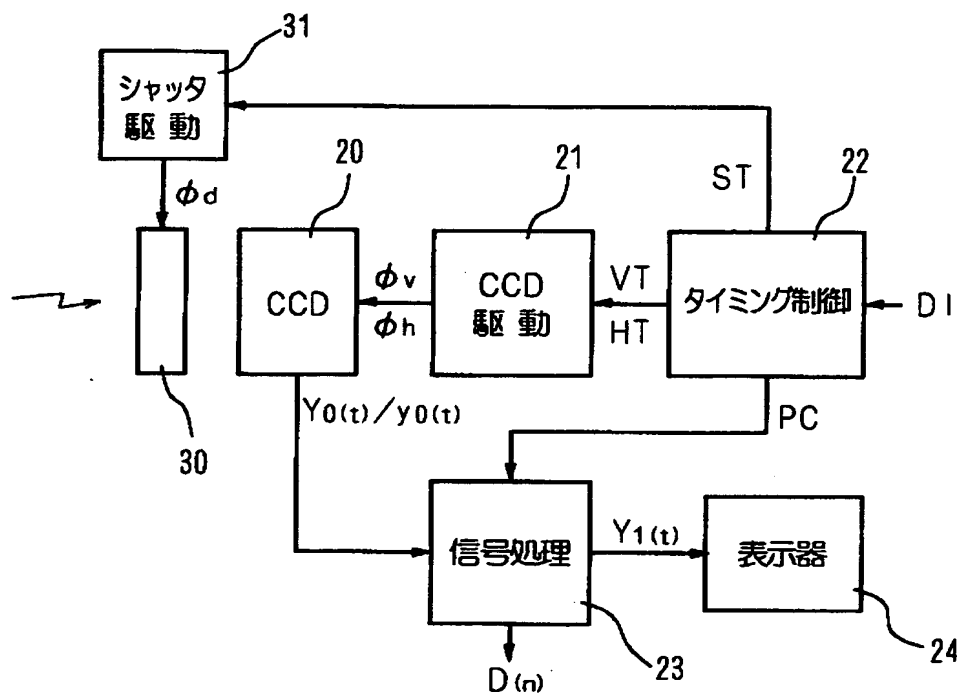 31
シャッタ
駆動
φd
20
21
ST
22
CCD
φv
φh
CCD
駆動
VT
HT
タイミング制御
DI
30
Y0(t)/y0(t)
PC
信号処理
Y1(t)
表示器
23
24
D(n)